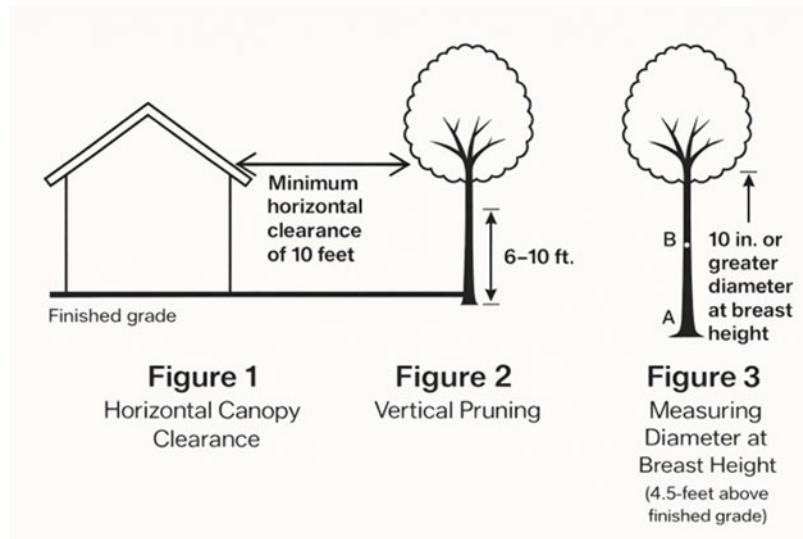 Minimum
horizontal
clearance
of 10 feet
Finished grade
6–10 ft.
B
A
10 in. or
greater
diameter
at breast
height
Figure 1
Horizontal Canopy
Clearance
Figure 2
Vertical Pruning
Figure 3
Measuring
Diameter at
Breast Height
(4.5-feet above
finished grade)